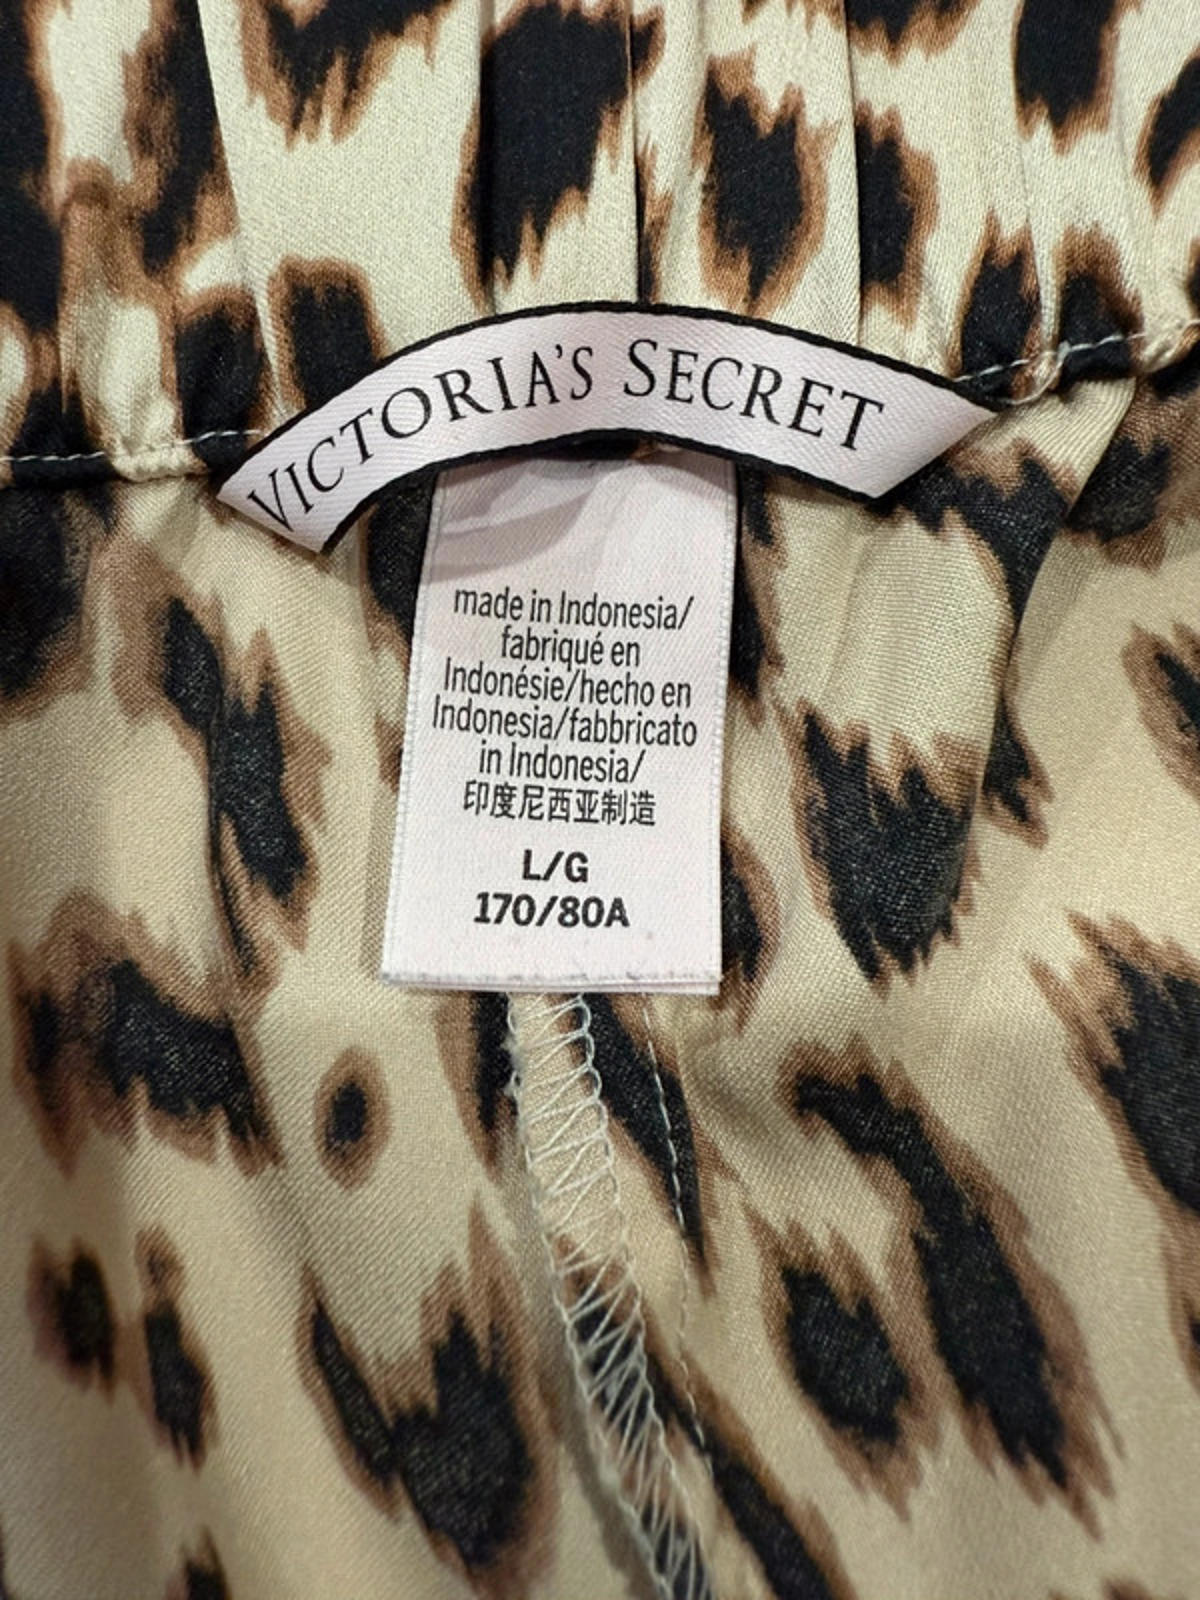 VICTORIA'S SECRET
made in Indonesia/
fabriqué en
Indonésie/hecho en
Indonesia/fabbricato
in Indonesia/
印度尼西亚制造
L/G
170/80A